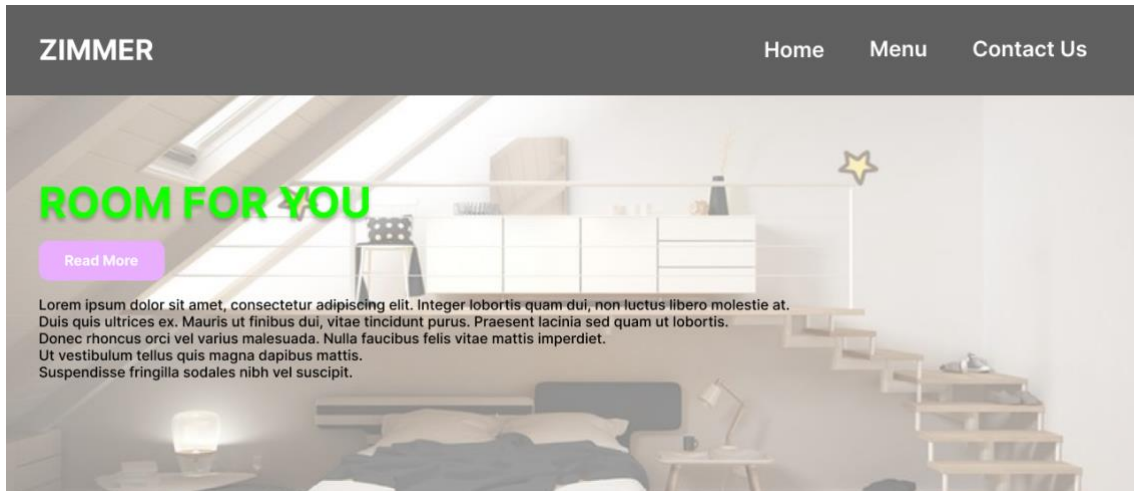 ZIMMER
Home Menu Contact Us
ROOM FOR YOU
Read More
Lorem ipsum dolor sit amet, consectetur adipiscing elit. Integer lobortis quam dui, non luctus libero molestie at.
Duis quis ultrices ex. Mauris ut finibus dui, vitae tincidunt purus. Praesent lacinia sed quam ut lobortis.
Donec rhoncus orci vel varius malesuada. Nulla faucibus felis vitae mattis imperdiet.
Ut vestibulum tellus quis magna dapibus mattis.
Suspendisse fringilla sodales nibh vel suscipit.